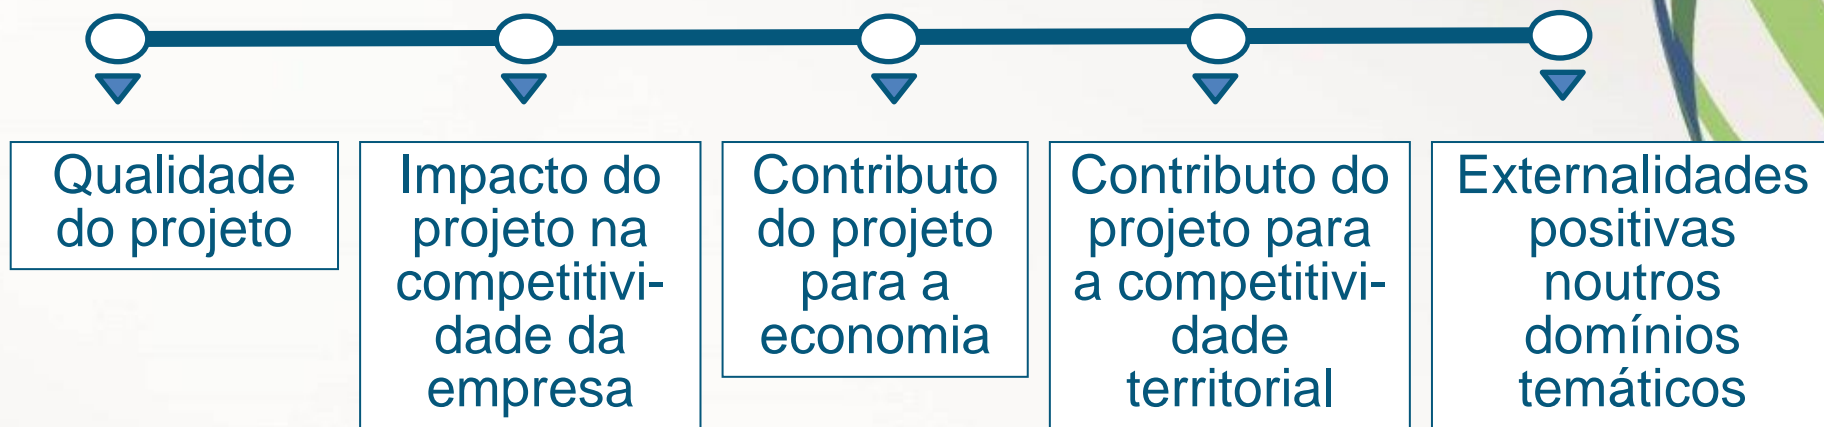 Qualidade
do projeto
Impacto do
projeto na
competitivi-
dade da
empresa
Contributo
do projeto
para a
economia
Contributo do
projeto para
a competitivi-
dade
territorial
Externalidades
positivas
noutros
domínios
temáticos